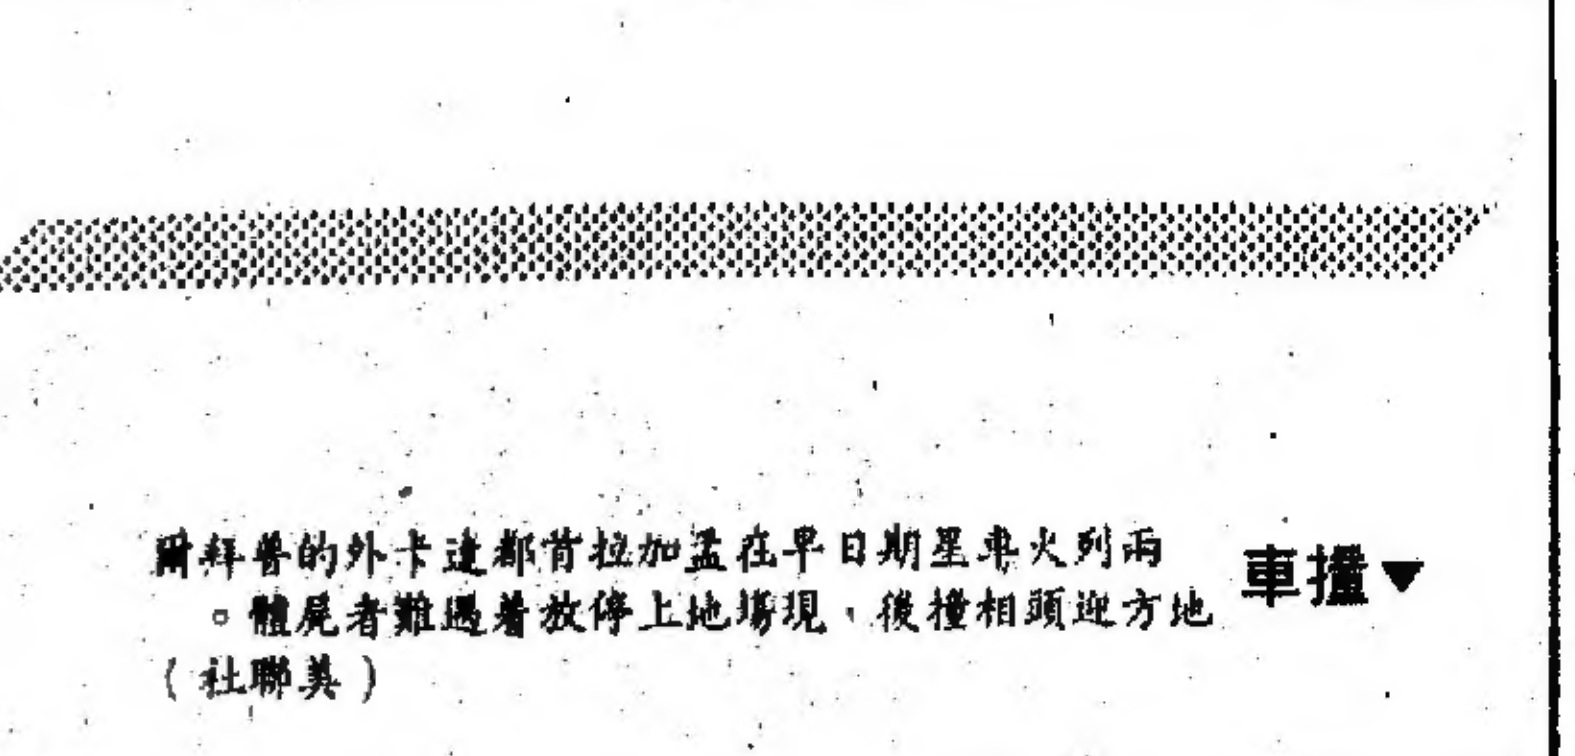 ▼撞車
兩列火車星期日早在孟加拉首都達卡外的普拜爾
地方迎頭相撞後，現場地上停放着遇難者屍體。
（美聯社）